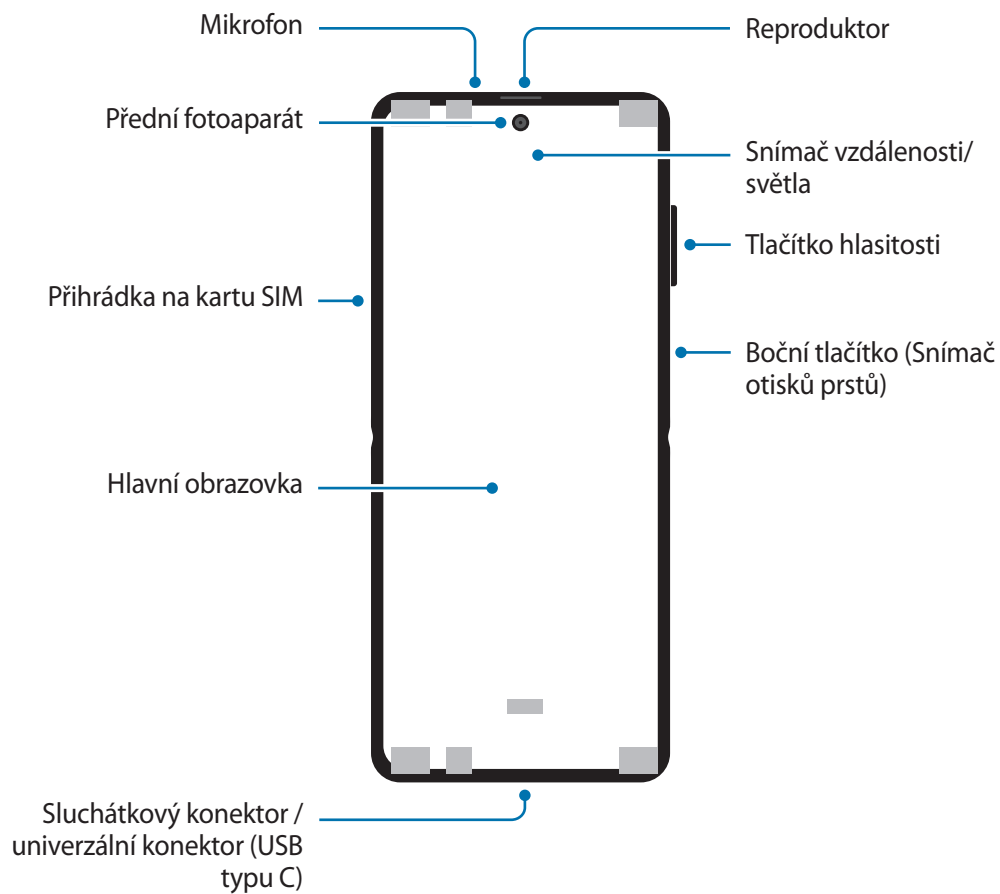 Mikrofon
Reproduktor
Přední fotoaparát
Snímač vzdálenosti/
světla
Tlačítko hlasitosti
Přihrádka na kartu SIM
Boční tlačítko (Snímač
otisků prstů)
Hlavní obrazovka
Sluchátkový konektor /
univerzální konektor (USB
typu C)